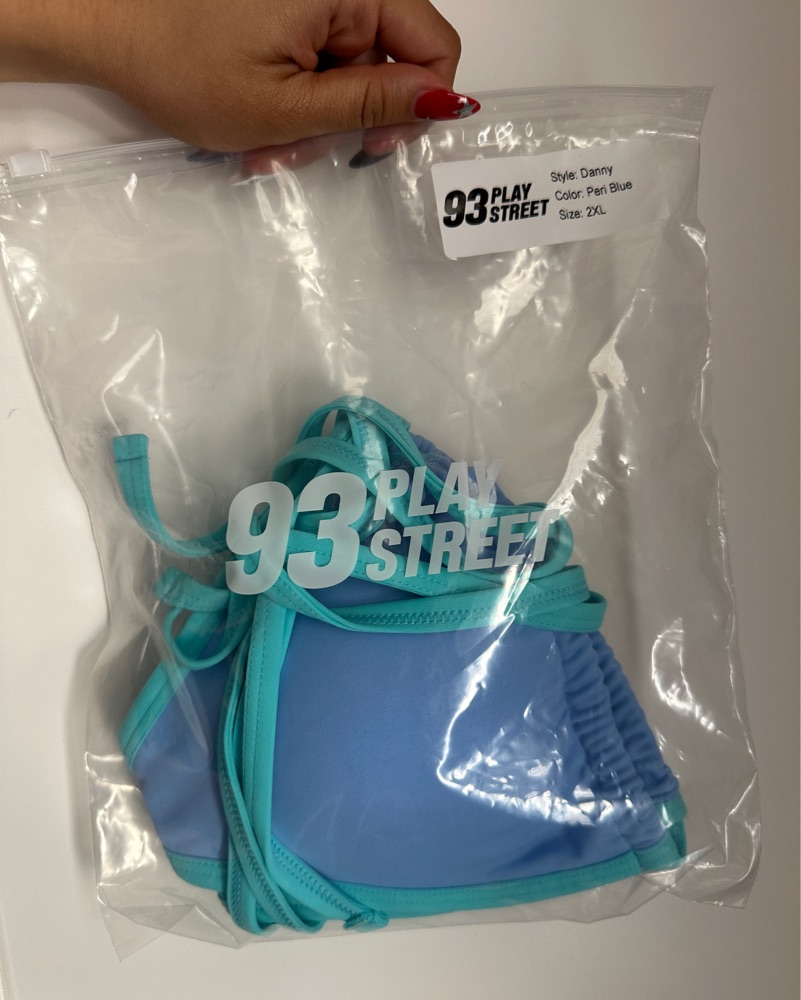 93 PLAY
STREET
Style: Danny
Color: Peri Blue
Size: 2XL
93 PLAY
STREET